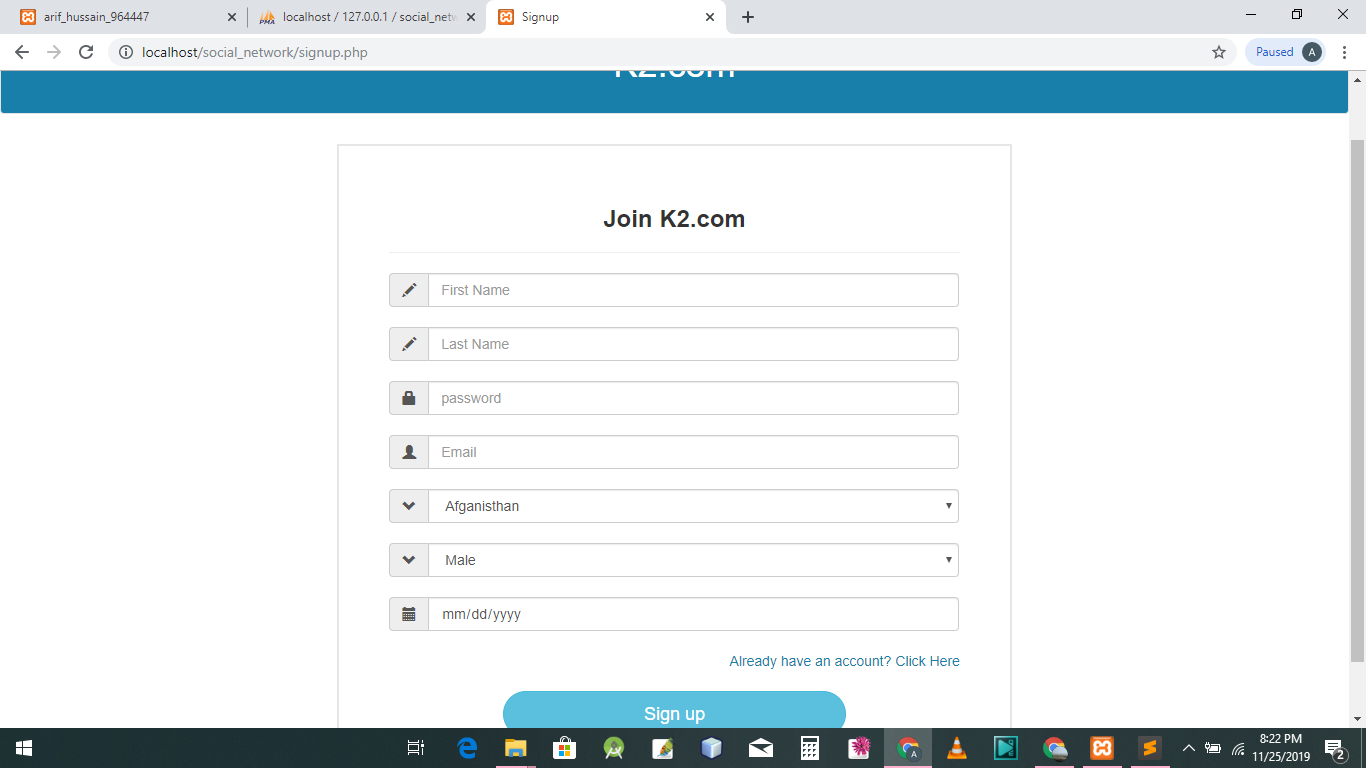 arif_hussain_964447
localhost / 127.0.0.1 / social_netw
Signup
localhost/social_network/signup.php
Paused
A
K2.com
Join K2.com
First Name
Last Name
password
Email
Afganisthan
Male
mm/dd/yyyy
Already have an account? Click Here
Sign up
8:22 PM
11/25/2019
2